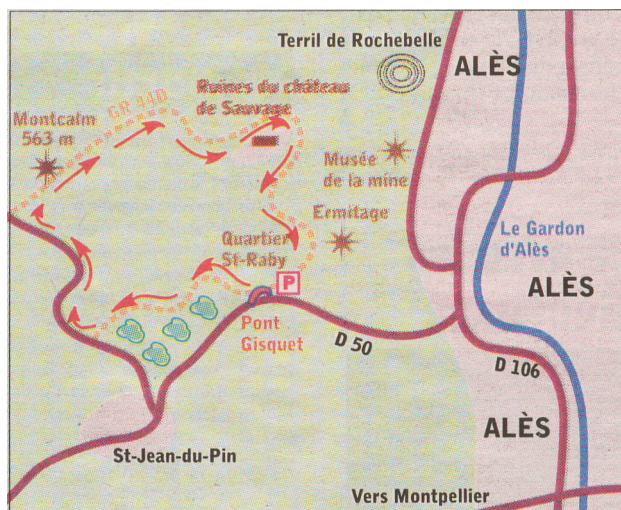 Terril de Rochebelle
ALÈS
Ruines du château
de Sauvage
GR 44D
Montcalm
563 m
Musée
de la mine
Ermitage
Quartier
St-Raby
Le Gardon
d'Alès
P
ALÈS
Pont
Gisquet
D 50
D 106
ALÈS
St-Jean-du-Pin
Vers Montpellier